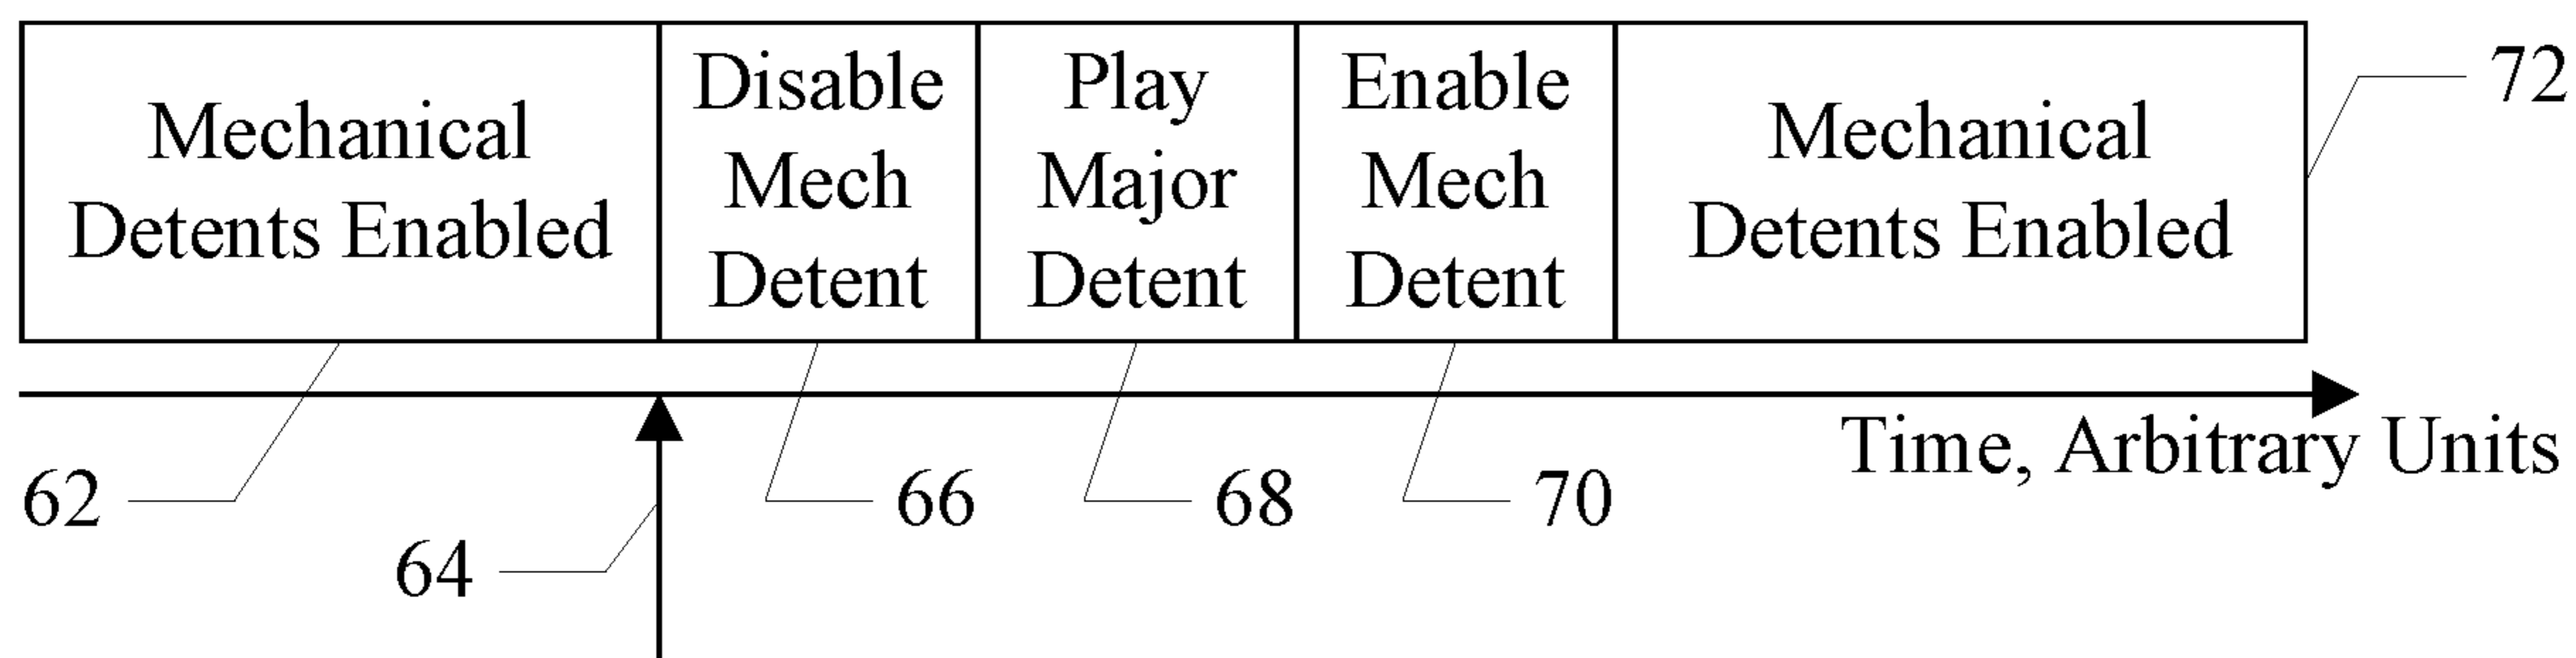 Mechanical
Detents Enabled
Disable
Mech
Detent
Play
Major
Detent
Enable
Mech
Detent
Mechanical
Detents Enabled
72
Time, Arbitrary Units
62
66
68
70
64